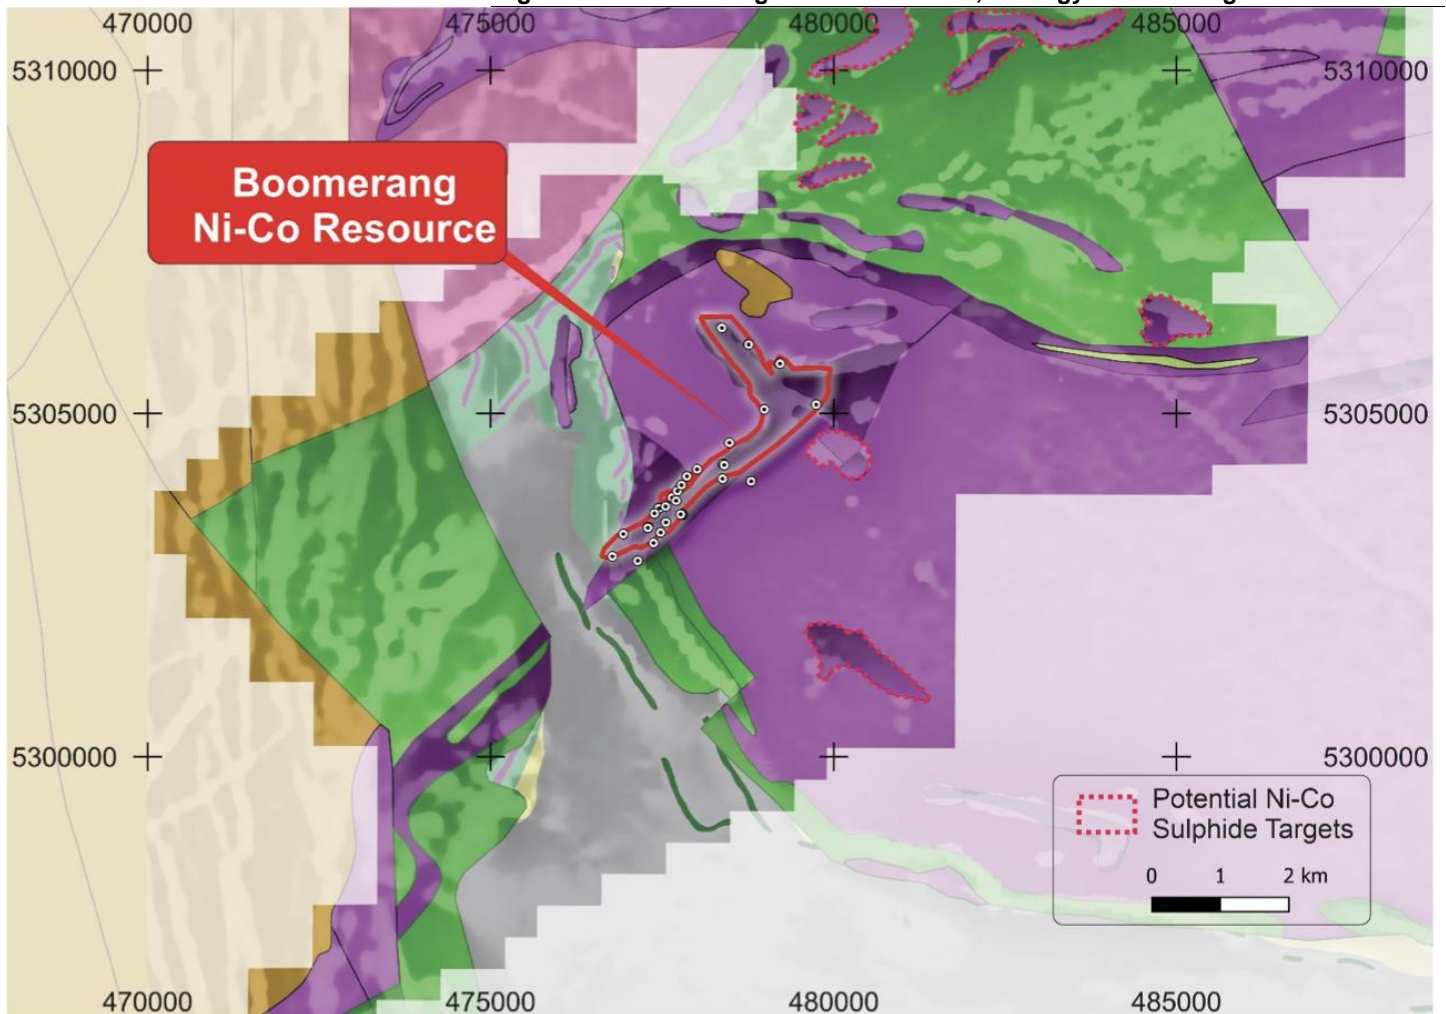 470000 475000 480000 485000
5310000 5310000
Boomerang
Ni-Co Resource
5305000 5305000
5300000 5300000
Potential Ni-Co
Sulphide Targets
0 1 2 km
470000 475000 480000 485000